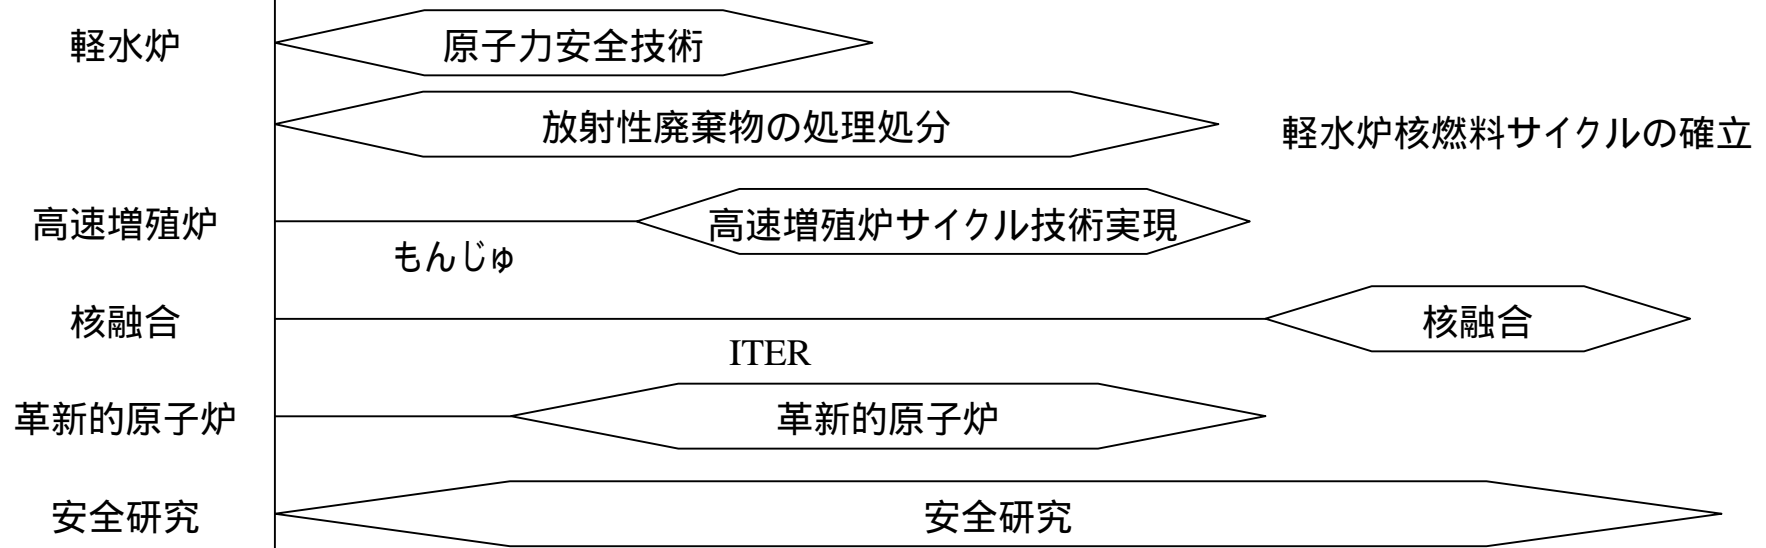 軽水炉
原子力安全技術
放射性廃棄物の処理処分
軽水炉核燃料サイクルの確立
高速増殖炉
高速増殖炉サイクル技術実現
もんじゅ
核融合
核融合
ITER
革新的原子炉
革新的原子炉
安全研究
安全研究